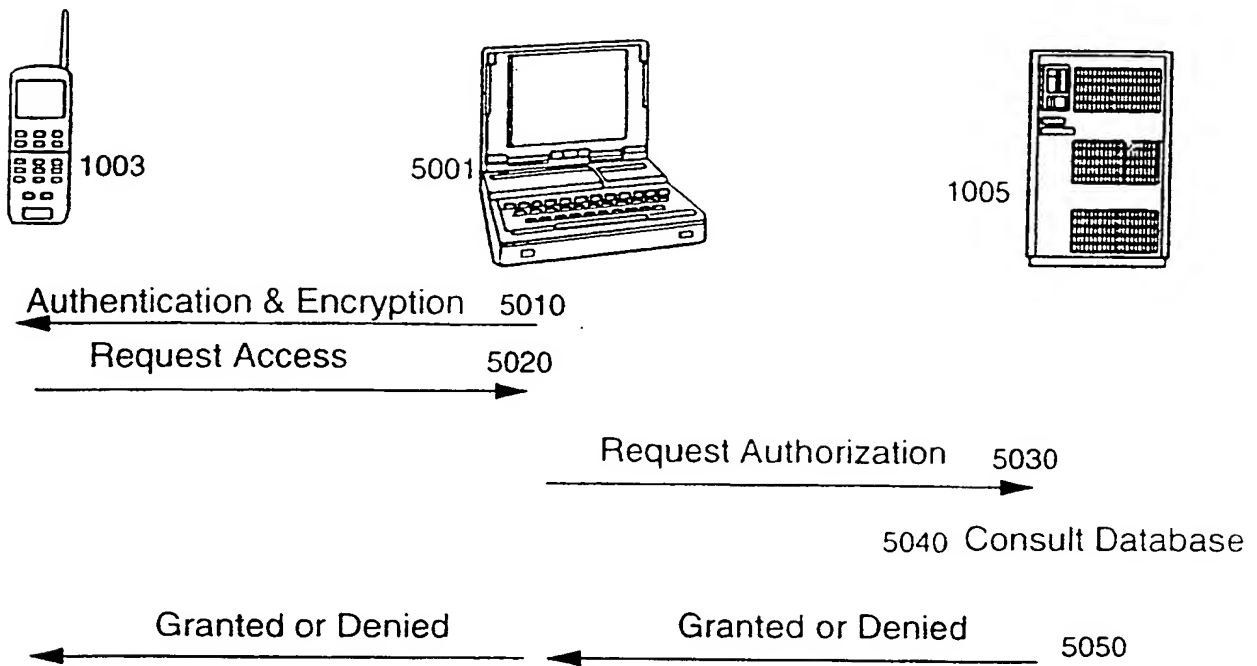 1003
5001
1005
Authentication & Encryption 5010
Request Access 5020
Request Authorization 5030
5040 Consult Database
Granted or Denied Granted or Denied 5050